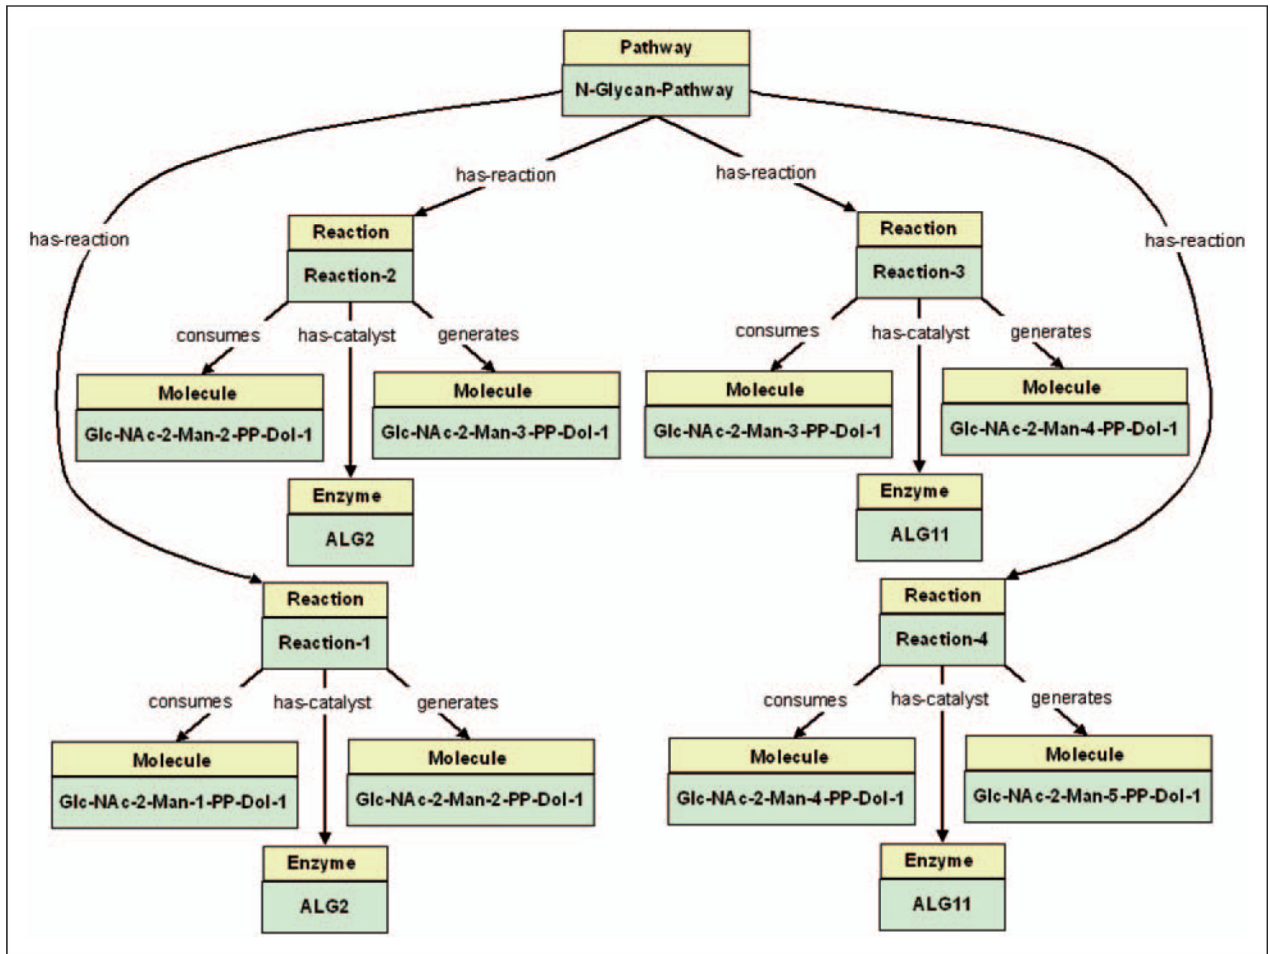 Pathway
N-Glycan-Pathway
has-reaction
has-reaction
has-reaction
has-reaction
Reaction
Reaction-2
consumes
has-catalyst
generates
Molecule
Glc-NAc-2-Man-2-PP-Dol-1
Molecule
Glc-NAc-2-Man-3-PP-Dol-1
Enzyme
ALG2
Reaction
Reaction-3
consumes
has-catalyst
generates
Molecule
Glc-NAc-2-Man-3-PP-Dol-1
Molecule
Glc-NAc-2-Man-4-PP-Dol-1
Enzyme
ALG11
Reaction
Reaction-1
consumes
has-catalyst
generates
Molecule
Glc-NAc-2-Man-1-PP-Dol-1
Molecule
Glc-NAc-2-Man-2-PP-Dol-1
Enzyme
ALG2
Reaction
Reaction-4
consumes
has-catalyst
generates
Molecule
Glc-NAc-2-Man-4-PP-Dol-1
Molecule
Glc-NAc-2-Man-5-PP-Dol-1
Enzyme
ALG11